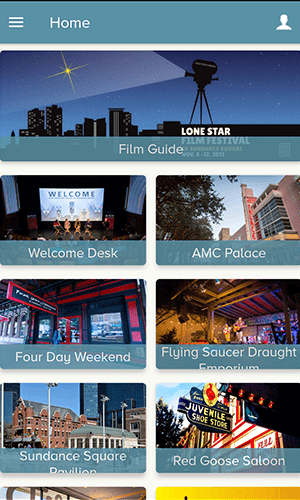 Home
LONE STAR
FILM FESTIVAL
IN SUNDANCE SQUARE
NOV. 8 - 12, 2017
Film Guide
WELCOME
Welcome Desk
AMC Palace
Four Day Weekend
Flying Saucer Draught
Emporium
Sundance Square
Pavilion
JUVENILE
SHOE STORE
Red Goose Saloon